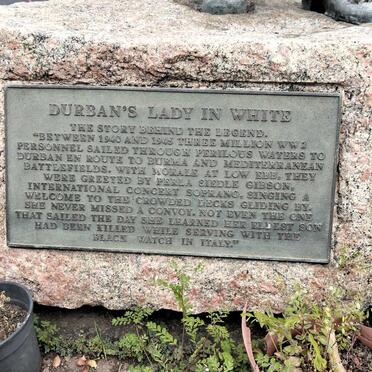 DURBAN'S LADY IN WHITE
THE STORY BEHIND THE LEGEND.
"BETWEEN 1940 AND 1945 THREE MILLION WW2
PERSONNEL SAILED THROUGH PERILOUS WATERS TO
DURBAN EN ROUTE TO BURMA AND MEDITERRANEAN
BATTLEFIELDS. WITH MORALE AT LOW EBB, THEY
WERE GREETED BY PERLA SIEDLE GIBSON,
INTERNATIONAL CONCERT SOPRANO, SINGING A
WELCOME TO THE CROWDED DECKS GLIDING BY.
SHE NEVER MISSED A CONVOY. NOT EVEN THE ONE
THAT SAILED THE DAY SHE LEARNED HER ELDEST SON
HAD BEEN KILLED WHILE SERVING WITH THE
BLACK WATCH IN ITALY."